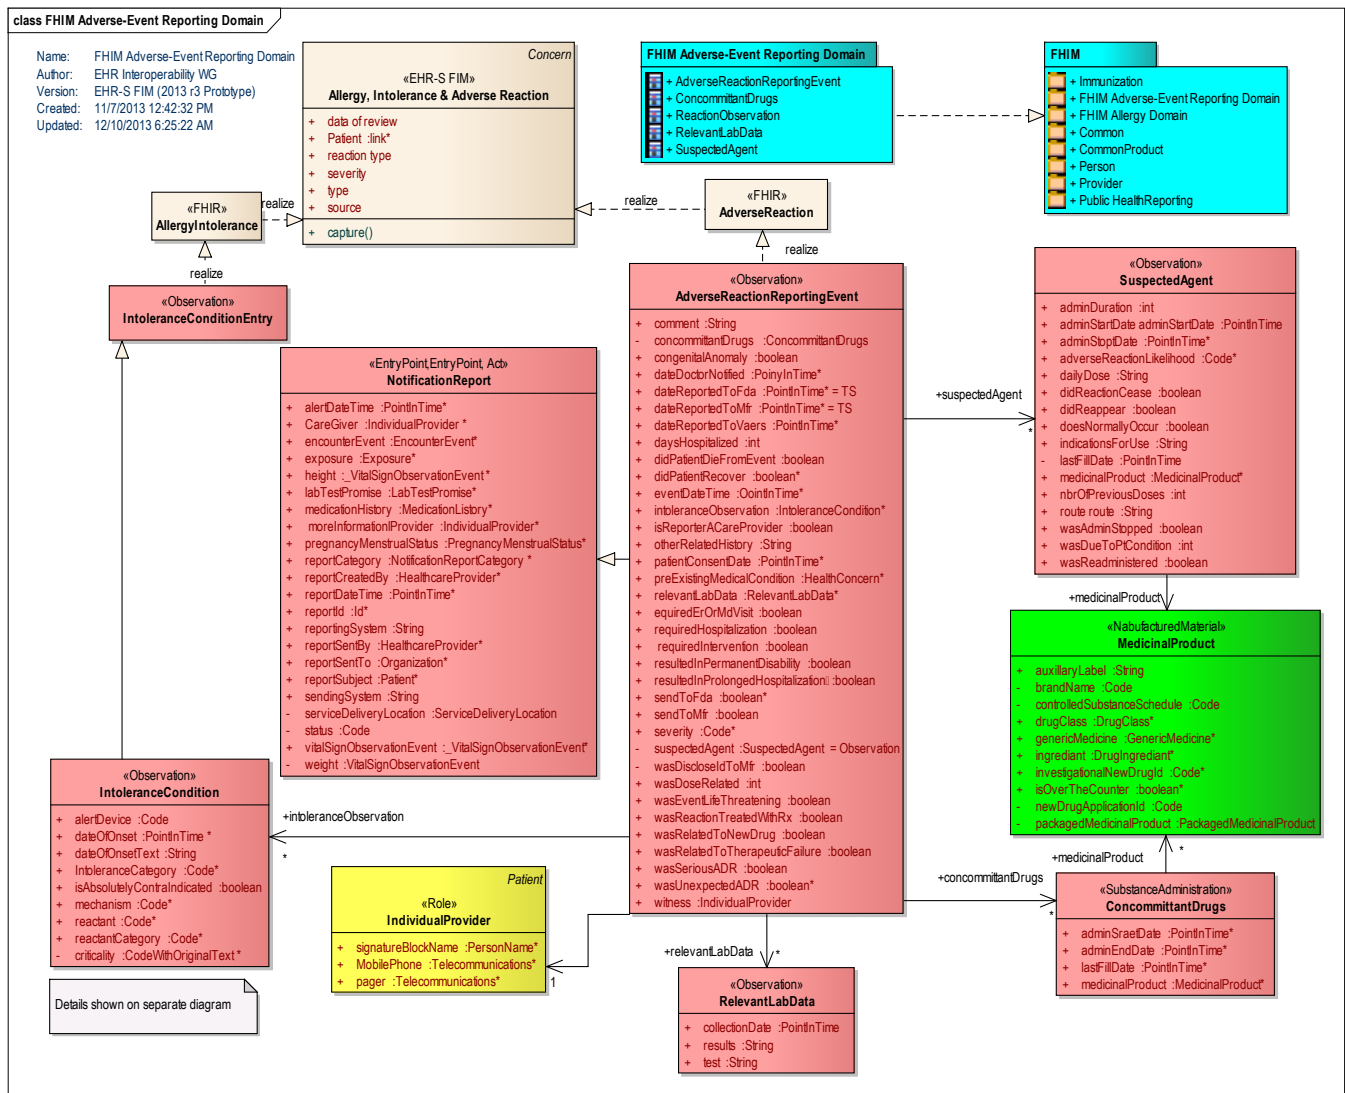 class FHIM Adverse-Event Reporting Domain
Name: FHIM Adverse-Event Reporting Domain
Author: EHR Interoperability WG
Version: EHR-S FIM (2013 r3 Prototype)
Created: 11/7/2013 12:42:32 PM
Updated: 12/10/2013 6:25:22 AM
Concern
«EHR-S FIM»
Allergy, Intolerance & Adverse Reaction
+ data of review
+ Patient :link*
+ reaction type
+ severity
+ type
+ source
+ capture()
FHIM Adverse-Event Reporting Domain
+ AdverseReactionReportingEvent
+ ConcommittantDrugs
+ ReactionObservation
+ RelevantLabData
+ SuspectedAgent
FHIM
+ Immunization
+ FHIM Adverse-Event Reporting Domain
+ FHIM Allergy Domain
+ Common
+ CommonProduct
+ Person
+ Provider
+ Public HealthReporting
«FHIR»
AllergyIntolerance
realize
realize
«FHIR»
AdverseReaction
realize
realize
«Observation»
IntoleranceConditionEntry
«EntryPoint,EntryPoint, Act»
NotificationReport
+ alertDateTime :PointInTime*
+ CareGiver :IndividualProvider *
+ encounterEvent :EncounterEvent*
+ exposure :Exposure*
+ height :_VitalSignObservationEvent *
+ labTestPromise :LabTestPromise*
+ medicationHistory :MedicationListory*
+ moreInformationIProvider :IndividualProvider*
+ pregnancyMenstrualStatus :PregnancyMenstrualStatus*
+ reportCategory :NotificationReportCategory *
+ reportCreatedBy :HealthcareProvider*
+ reportDateTime :PointInTime*
+ reportId :Id*
+ reportingSystem :String
+ reportSentBy :HealthcareProvider*
+ reportSentTo :Organization*
+ reportSubject :Patient*
+ sendingSystem :String
- serviceDeliveryLocation :ServiceDeliveryLocation
- status :Code
+ vitalSignObservationEvent :_VitalSignObservationEvent*
- weight :VitalSignObservationEvent
«Observation»
AdverseReactionReportingEvent
+ comment :String
- concommittantDrugs :ConcommittantDrugs
+ congenitalAnomaly :boolean
+ dateDoctorNotified :PoinyInTime*
+ dateReportedToFda :PointInTime* = TS
+ dateReportedToMfr :PointInTime* = TS
+ dateReportedToVaers :PointInTime*
+ daysHospitalized :int
+ didPatientDieFromEvent :boolean
+ didPatientRecover :boolean*
+ eventDateTime :OointInTime*
+ intoleranceObservation :IntoleranceCondition*
+ isReporterACareProvider :boolean
+ otherRelatedHistory :String
+ patientConsentDate :PointInTime*
+ preExistingMedicalCondition :HealthConcern*
+ relevantLabData :RelevantLabData*
+ equiredErOrMdVisit :boolean
+ requiredHospitalization :boolean
+ requiredIntervention :boolean
+ resultedInPermanentDisability :boolean
+ resultedInProlongedHospitalization :boolean
+ sendToFda :boolean*
+ sendToMfr :boolean
+ severity :Code*
- suspectedAgent :SuspectedAgent = Observation
- wasDiscloseIdToMfr :boolean
+ wasDoseRelated :int
+ wasEventLifeThreatening :boolean
+ wasReactionTreatedWithRx :boolean
+ wasRelatedToNewDrug :boolean
+ wasRelatedToTherapeuticFailure :boolean
+ wasSeriousADR :boolean
+ wasUnexpectedADR :boolean*
+ witness :IndividualProvider
+suspectedAgent
*
«Observation»
SuspectedAgent
+ adminDuration :int
+ adminStartDate adminStartDate :PointInTime
+ adminStoptDate :PointInTime*
+ adverseReactionLikelihood :Code*
+ dailyDose :String
+ didReactionCease :boolean
+ didReappear :boolean
+ doesNormallyOccur :boolean
+ indicationsForUse :String
- lastFillDate :PointInTime
+ medicinalProduct :MedicinalProduct*
+ nbrOfPreviousDoses :int
+ route route :String
+ wasAdminStopped :boolean
+ wasDueToPtCondition :int
+ wasReadministered :boolean
+medicinalProduct
«NabufacturedMaterial»
MedicinalProduct
+ auxillaryLabel :String
- brandName :Code
- controlledSubstanceSchedule :Code
+ drugClass :DrugClass*
+ genericMedicine :GenericMedicine*
+ ingrediant :DrugIngrediant*
+ investigationalNewDrugId :Code*
+ isOverTheCounter :boolean*
- newDrugApplicationId :Code
- packagedMedicinalProduct :PackagedMedicinalProduct
+medicinalProduct
*
«Observation»
IntoleranceCondition
+ alertDevice :Code
+ dateOfOnset :PointInTime *
+ dateOfOnsetText :String
+ IntoleranceCategory :Code*
+ isAbsolutelyContraIndicated :boolean
+ mechanism :Code*
+ reactant :Code*
+ reactantCategory :Code*
- criticality :CodeWithOriginalText *
+intoleranceObservation
*
Details shown on separate diagram
Patient
«Role»
IndividualProvider
+ signatureBlockName :PersonName*
+ MobilePhone :Telecommunications*
+ pager :Telecommunications*
1
+relevantLabData
*
«Observation»
RelevantLabData
+ collectionDate :PointInTime
+ results :String
+ test :String
+concommittantDrugs
*
«SubstanceAdministration»
ConcommittantDrugs
+ adminSraetDate :PointInTime*
+ adminEndDate :PointInTime*
+ lastFillDate :PointInTime*
+ medicinalProduct :MedicinalProduct*